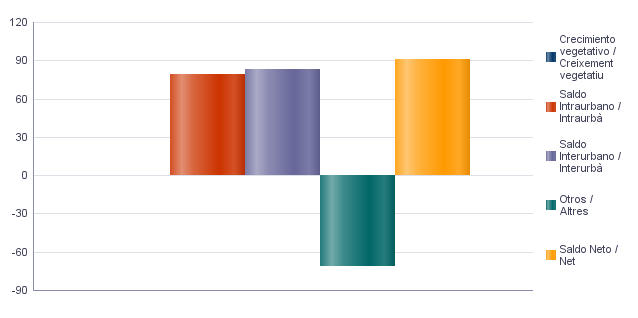 120
90
60
30
0
-30
-60
-90
Crecimiento
vegetativo /
Creixement
vegetatiu
Saldo
Intraurbano /
Intraurbà
Saldo
Interurbano /
Interurbà
Otros /
Altres
Saldo Neto /
Net